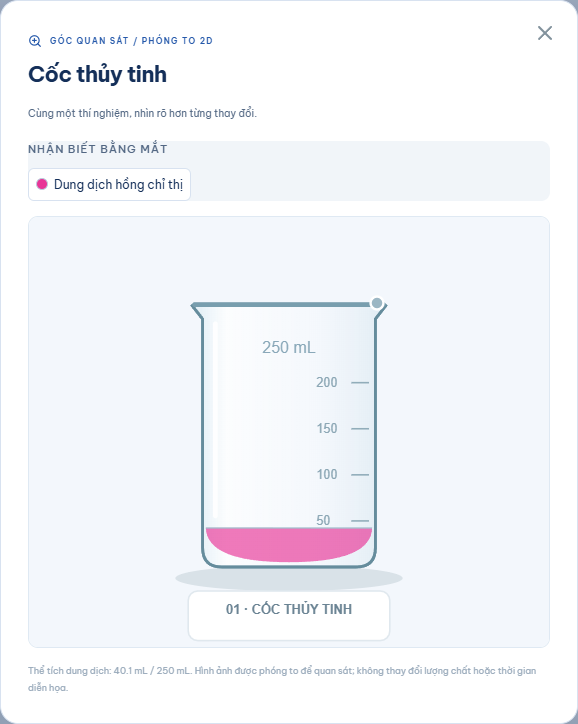 GÓC QUAN SÁT / PHÓNG TO 2D
Cốc thủy tinh
Cùng một thí nghiệm, nhìn rõ hơn từng thay đổi.
NHẬN BIẾT BẰNG MẮT
Dung dịch hồng chỉ thị
250 mL
200
150
100
50
01 · CỐC THỦY TINH
Thể tích dung dịch: 40.1 mL / 250 mL. Hình ảnh được phóng to để quan sát; không thay đổi lượng chất hoặc thời gian
diễn họa.